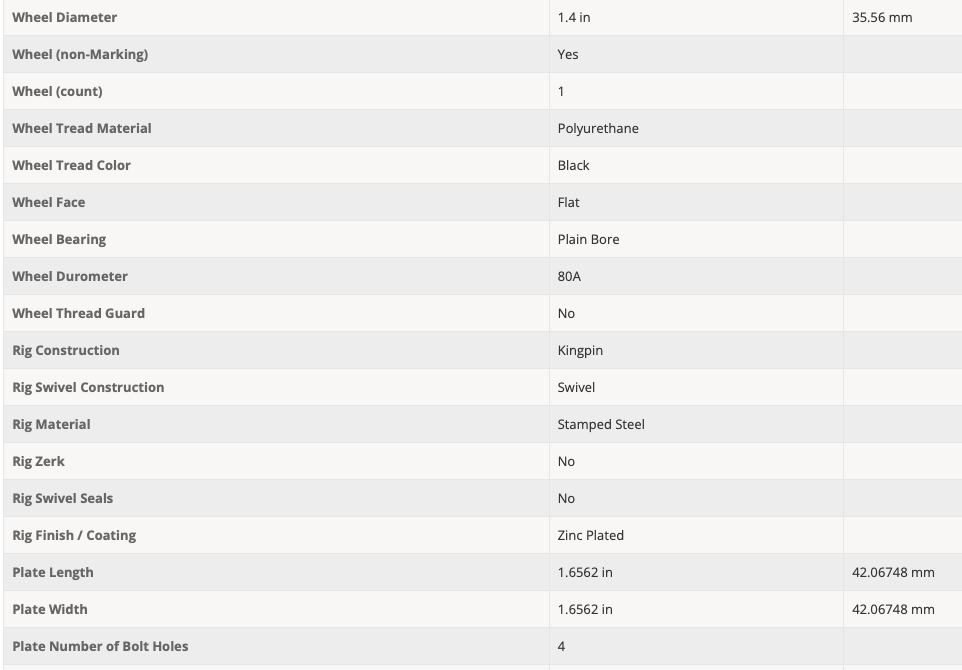 Wheel Diameter 1.4 in 35.56 mm
Wheel (non-Marking) Yes
Wheel (count) 1
Wheel Tread Material Polyurethane
Wheel Tread Color Black
Wheel Face Flat
Wheel Bearing Plain Bore
Wheel Durometer 80A
Wheel Thread Guard No
Rig Construction Kingpin
Rig Swivel Construction Swivel
Rig Material Stamped Steel
Rig Zerk No
Rig Swivel Seals No
Rig Finish / Coating Zinc Plated
Plate Length 1.6562 in 42.06748 mm
Plate Width 1.6562 in 42.06748 mm
Plate Number of Bolt Holes 4